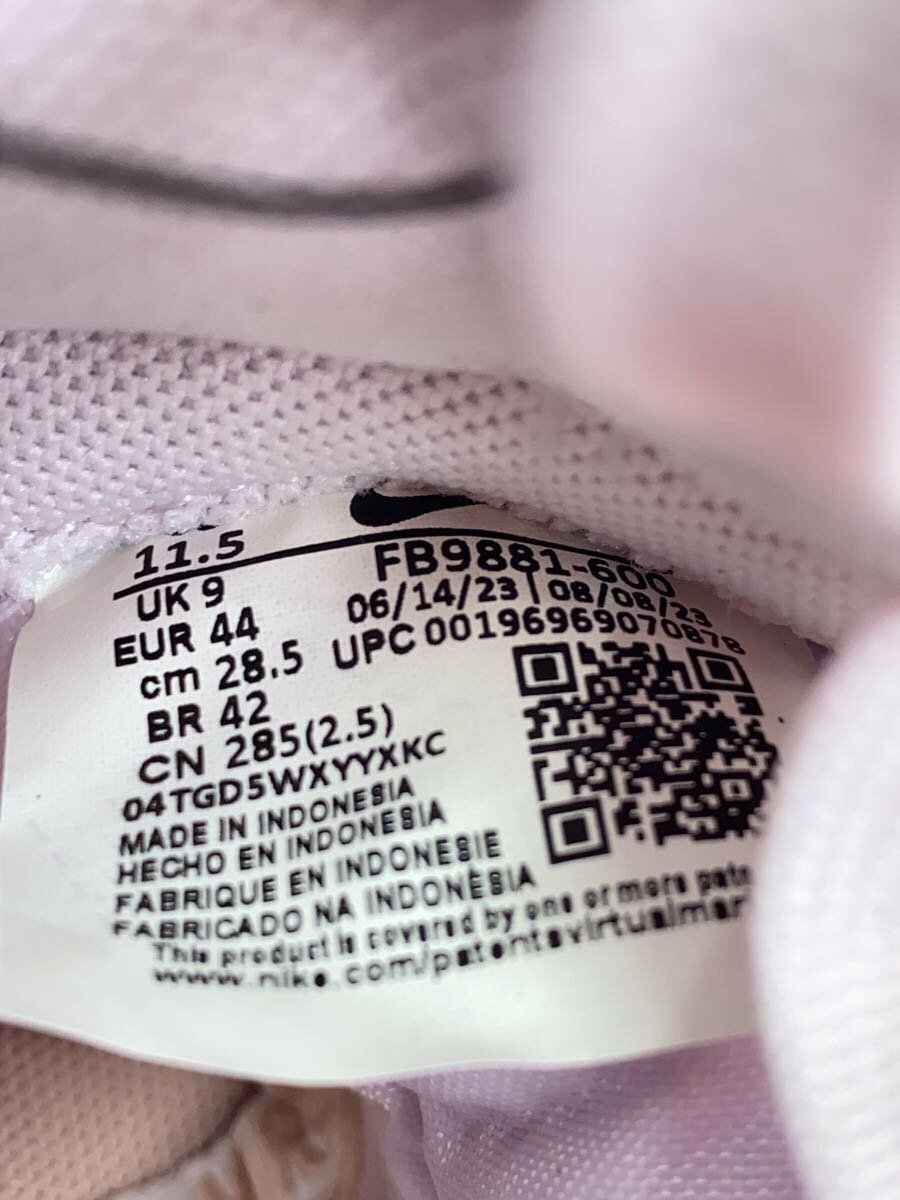 11.5
UK 9
EUR 44
cm 28.5
BR 42
CN 285(2.5)
FB9881-600
06/14/23 | 08/08/23
UPC 00196969070878
04TGD5WXYYXKC
MADE IN INDONESIA
HECHO EN INDONESIA
FABRIQUE EN INDONESIE
FABRICADO NA INDONÈSIA
This product is covered by one or more
www.nike.com/